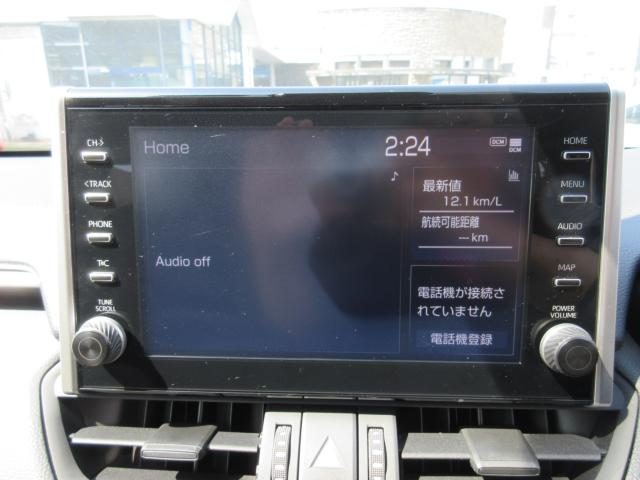 CH>
<TRACK
PHONE
TUNE
SCROLL
Home
2:24
DCM
DCM
Audio off
最新値
12.1 km/L
航続可能距離
--- km
電話機が接続さ
れていません
電話機登録
HOME
MENU
AUDIO
MAP
POWER
VOLUME